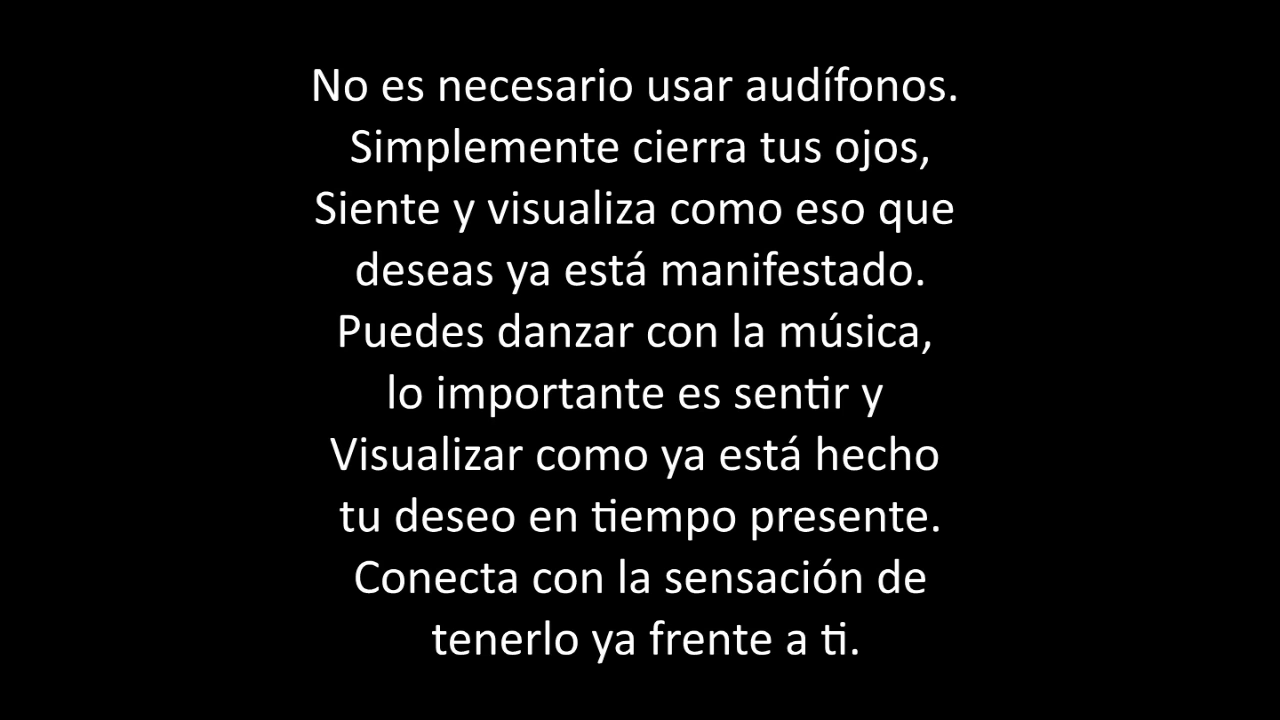 No es necesario usar audífonos.
Simplemente cierra tus ojos,
Siente y visualiza como eso que
deseas ya está manifestado.
Puedes danzar con la música,
lo importante es sentir y
Visualizar como ya está hecho
tu deseo en tiempo presente.
Conecta con la sensación de
tenerlo ya frente a ti.